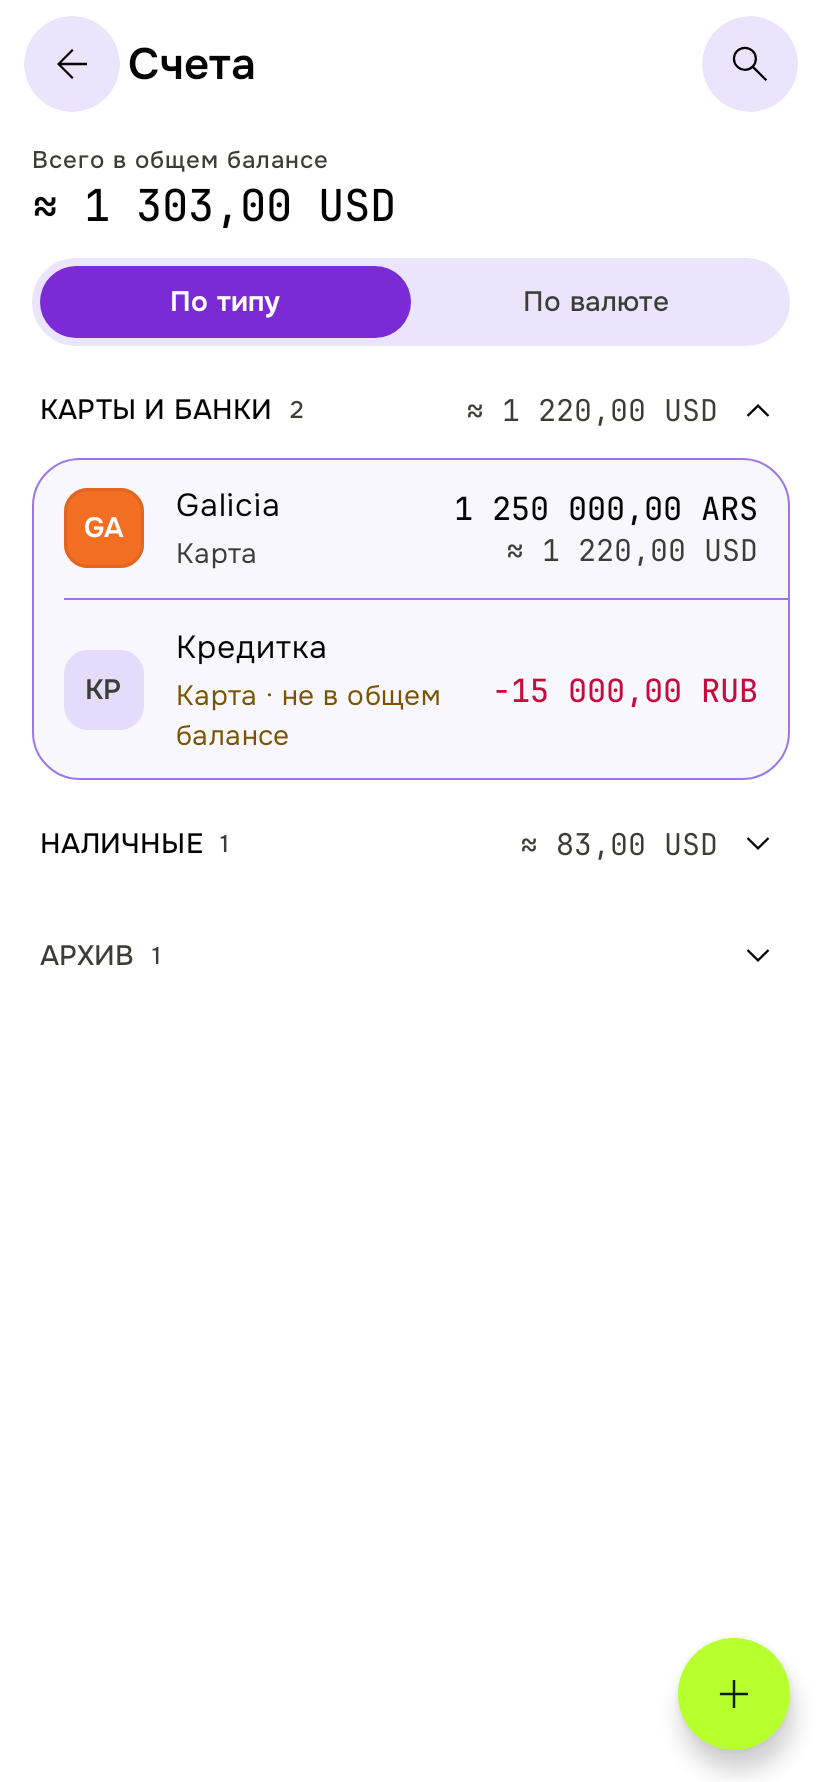 Счета
Всего в общем балансе
≈ 1 303,00 USD
По типу
По валюте
КАРТЫ И БАНКИ 2
≈ 1 220,00 USD
GA
Galicia
Карта
1 250 000,00 ARS
≈ 1 220,00 USD
КР
Кредитка
Карта · не в общем
балансе
-15 000,00 RUB
НАЛИЧНЫЕ 1
≈ 83,00 USD
АРХИВ 1